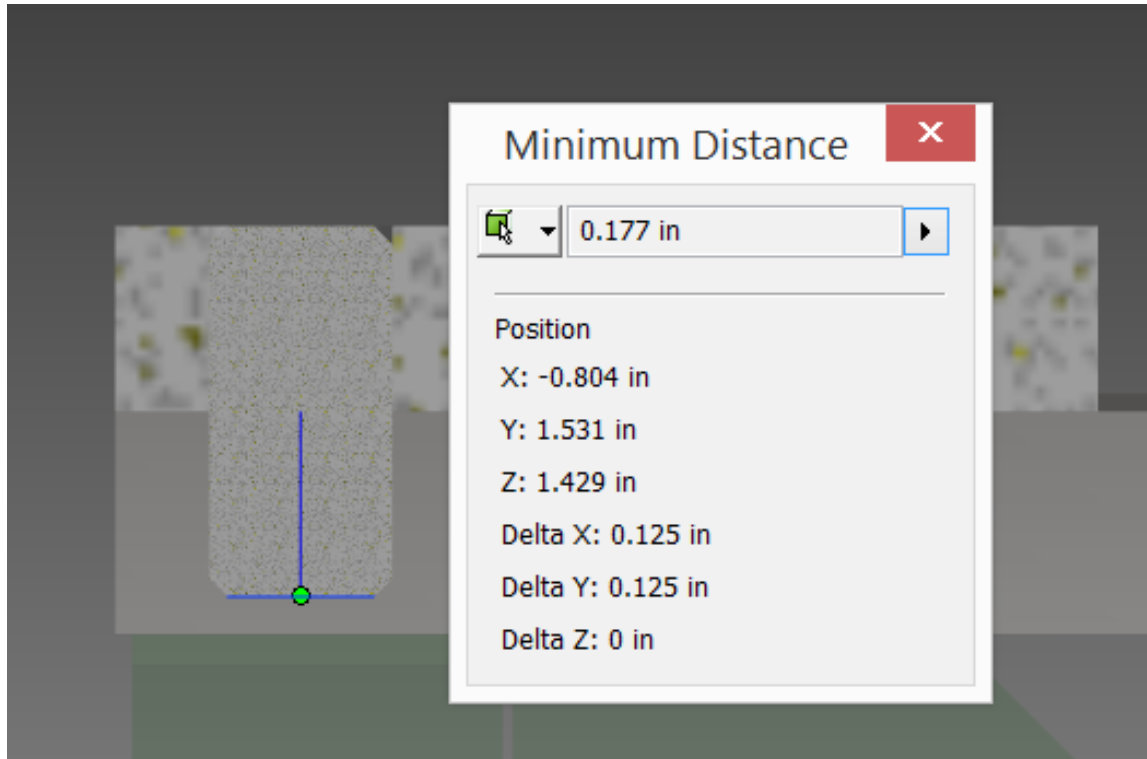 Minimum Distance
0.177 in
Position
X: -0.804 in
Y: 1.531 in
Z: 1.429 in
Delta X: 0.125 in
Delta Y: 0.125 in
Delta Z: 0 in